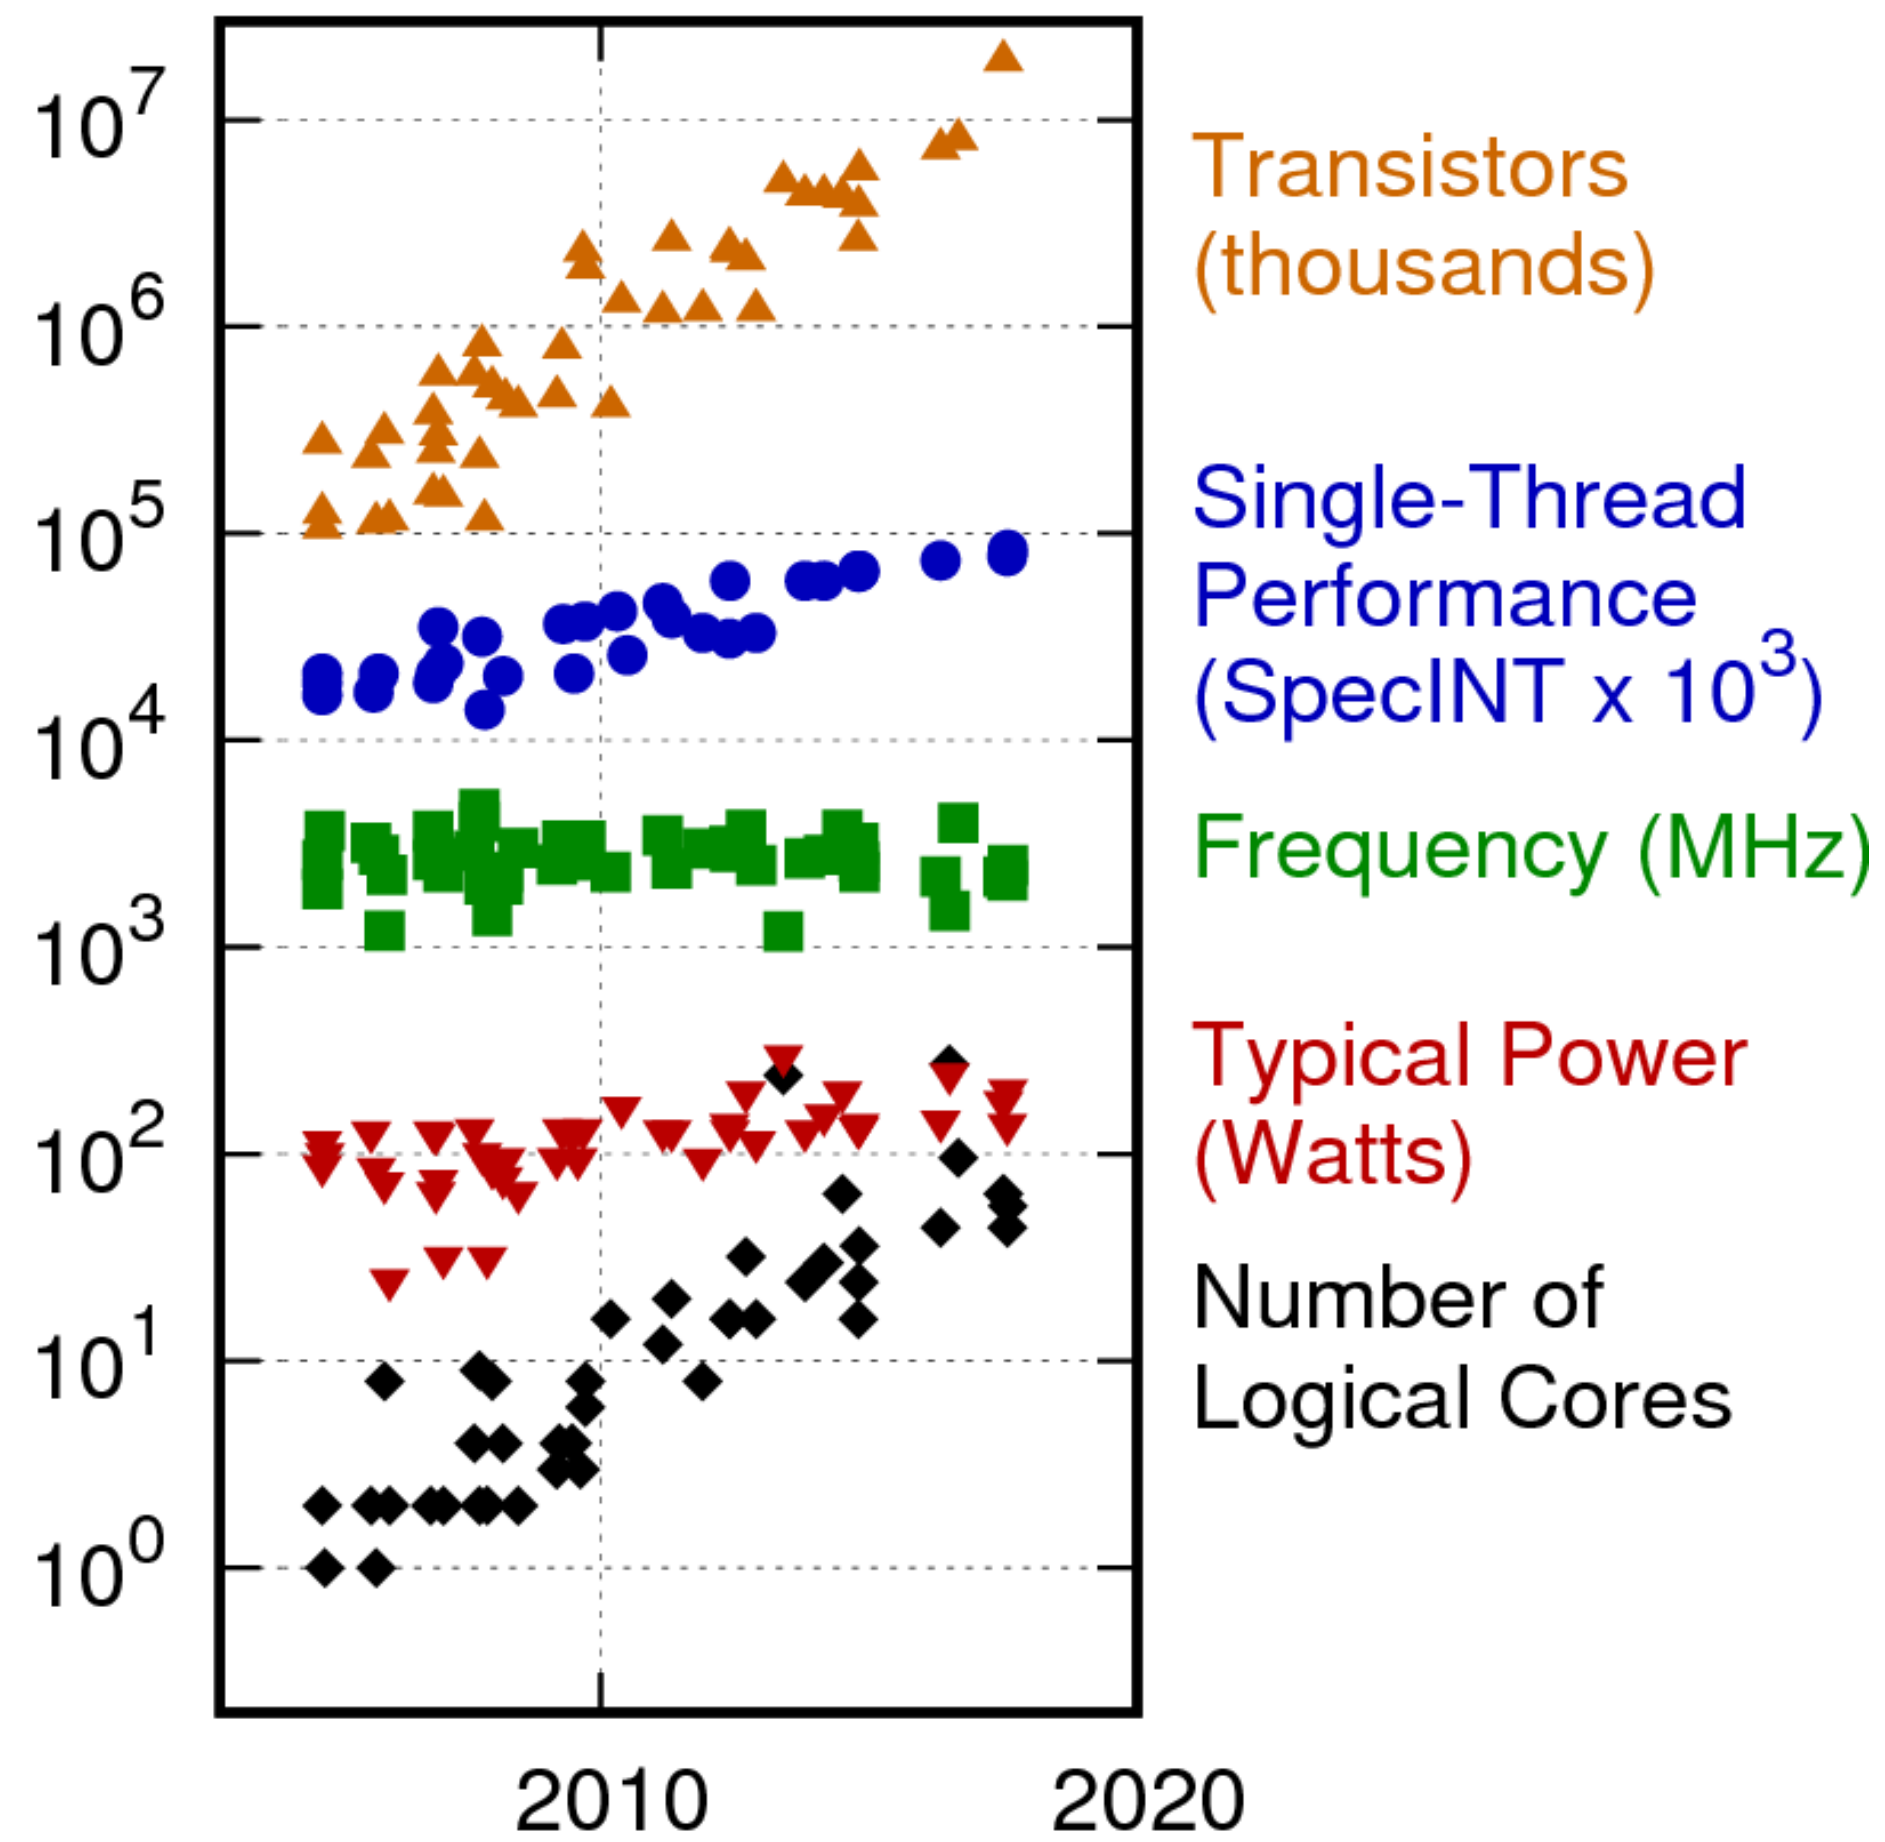 10^7
Transistors
(thousands)
10^6
10^5
Single-Thread
Performance
(SpecINT x 10^3)
10^4
Frequency (MHz)
10^3
Typical Power
(Watts)
10^2
Number of
Logical Cores
10^1
10^0
2010 2020